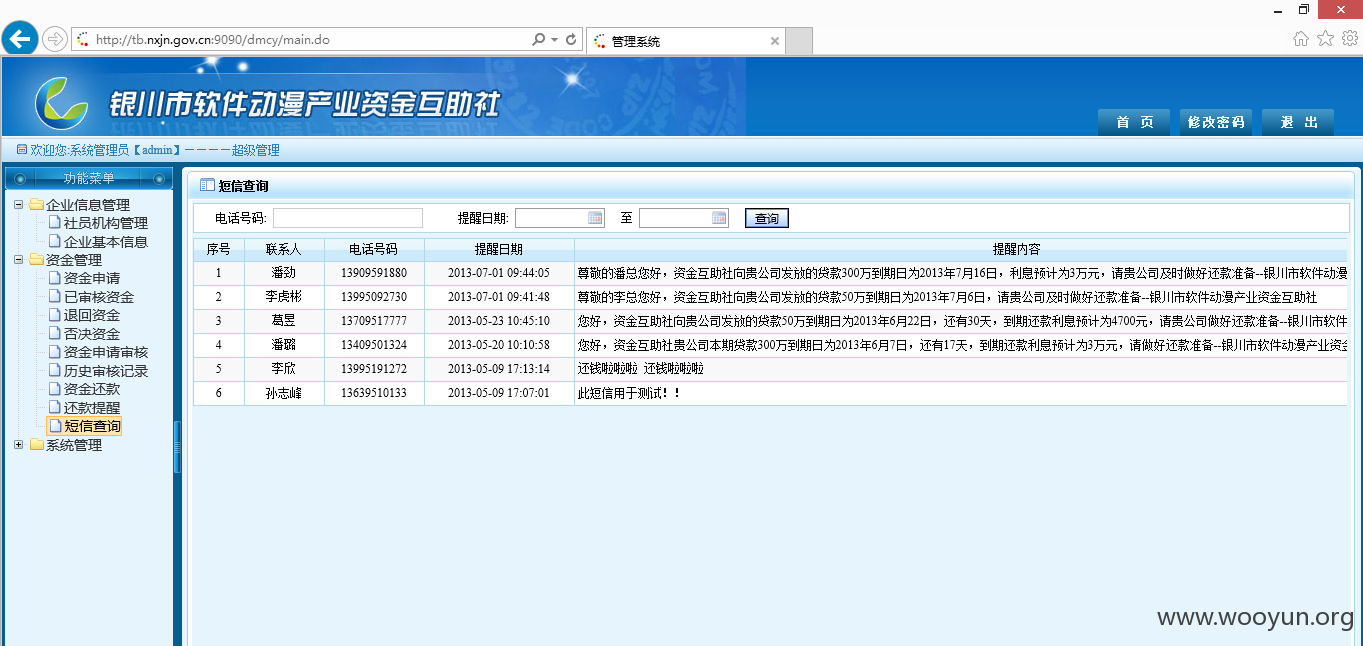 http://tb.nxjn.gov.cn:9090/dmcy/main.do
管理系统
银川市软件动漫产业资金互助社
首 页 修改密码 退 出
欢迎您:系统管理员【admin】－－－－超级管理
功能菜单
企业信息管理
社员机构管理
企业基本信息
资金管理
资金申请
已审核资金
退回资金
否决资金
资金申请审核
历史审核记录
资金还款
还款提醒
短信查询
系统管理
短信查询
电话号码: 提醒日期: 至 查询
序号 联系人 电话号码 提醒日期 提醒内容
1 潘劲 13909591880 2013-07-01 09:44:05 尊敬的潘总您好，资金互助社向贵公司发放的贷款300万到期日为2013年7月16日，利息预计为3万元，请贵公司及时做好还款准备--银川市软件动漫
2 李虎彬 13995092730 2013-07-01 09:41:48 尊敬的李总您好，资金互助社向贵公司发放的贷款50万到期日为2013年7月6日，请贵公司及时做好还款准备--银川市软件动漫产业资金互助社
3 葛昱 13709517777 2013-05-23 10:45:10 您好，资金互助社向贵公司发放的贷款50万到期日为2013年6月22日，还有30天，到期还款利息预计为4700元，请贵公司做好还款准备--银川市软件
4 潘璐 13409501324 2013-05-20 10:10:58 您好，资金互助社贵公司本期贷款300万到期日为2013年6月7日，还有17天，到期还款利息预计为3万元，请做好还款准备--银川市软件动漫产业资金
5 李欣 13995191272 2013-05-09 17:13:14 还钱啦啦啦 还钱啦啦啦
6 孙志峰 13639510133 2013-05-09 17:07:01 此短信用于测试！！
www.wooyun.org